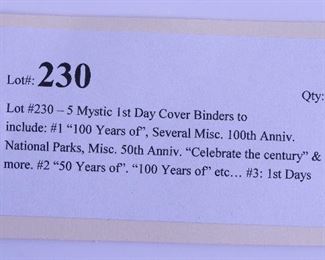 Lot#: 230
Qty:
Lot #230 – 5 Mystic 1st Day Cover Binders to
include: #1 “100 Years of”, Several Misc. 100th Anniv.
National Parks, Misc. 50th Anniv. “Celebrate the century” &
more. #2 “50 Years of”. “100 Years of” etc… #3: 1st Days